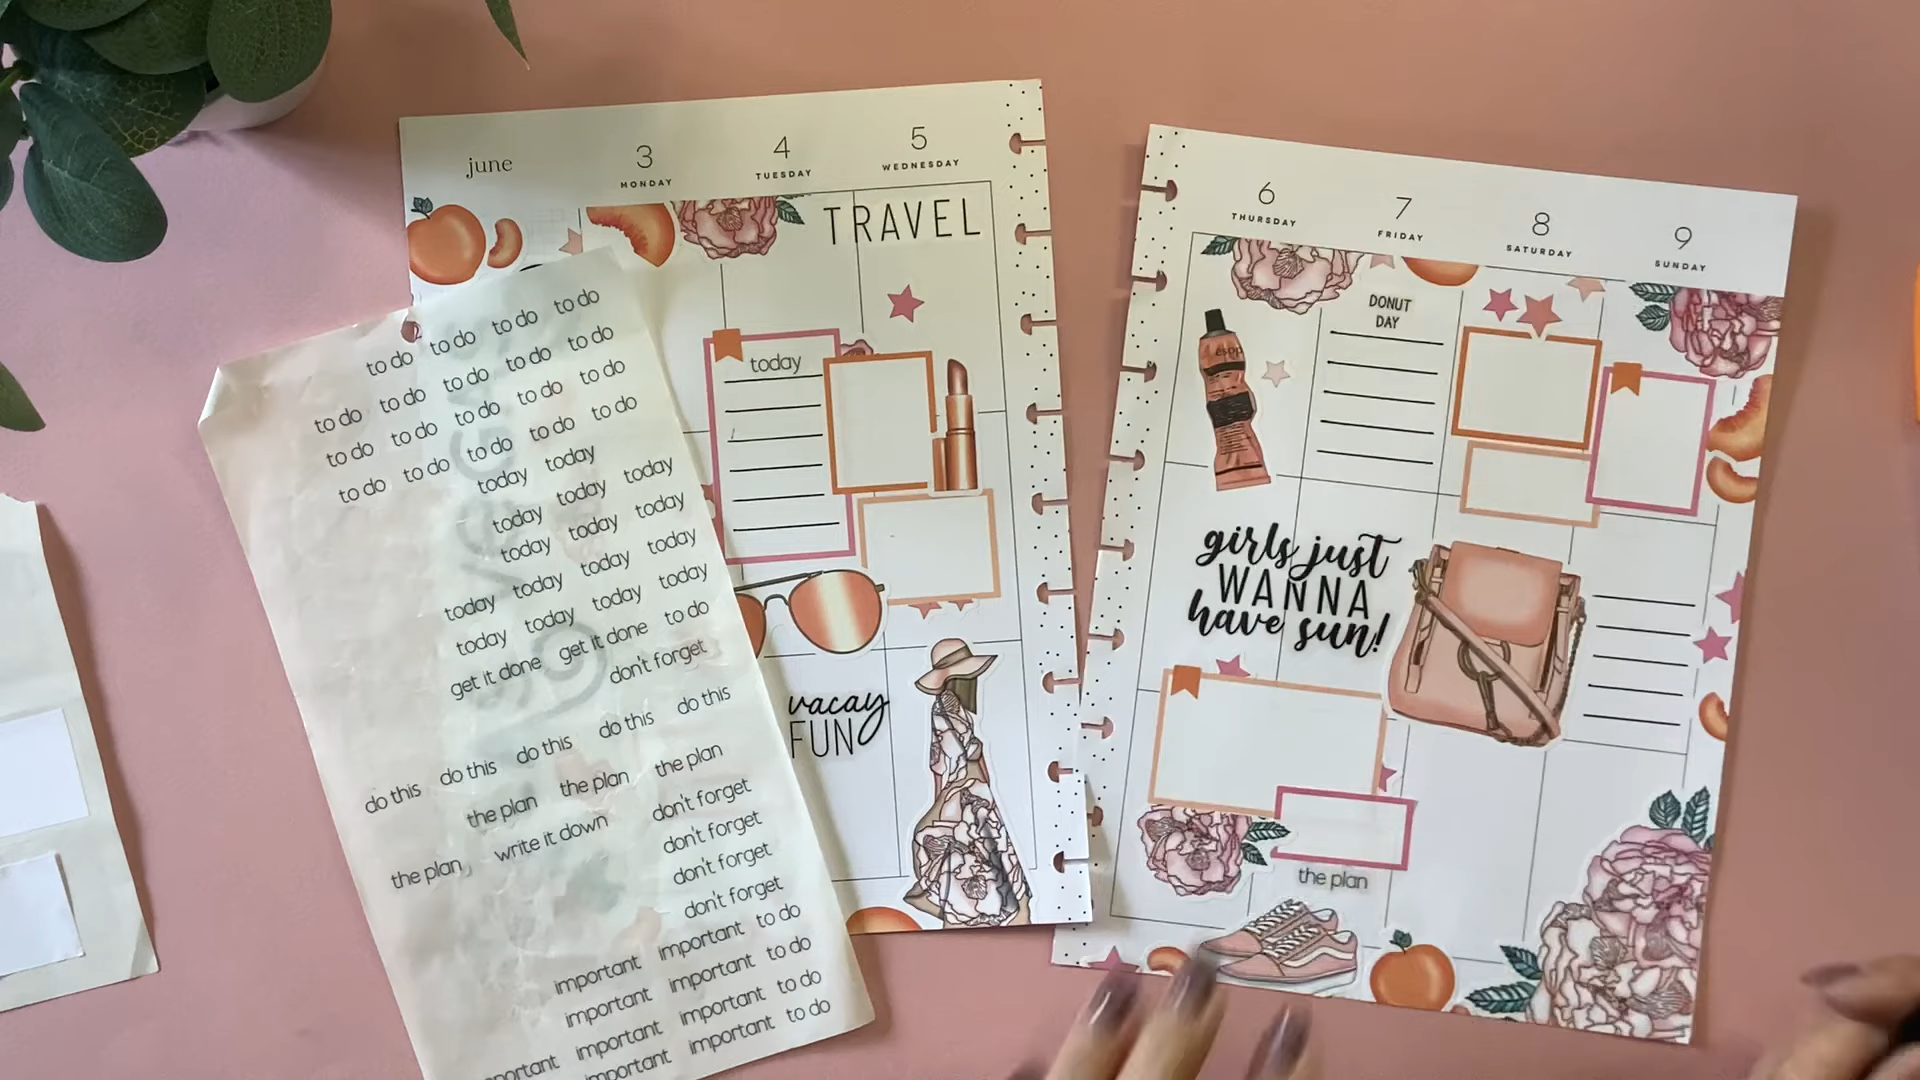 june
3
MONDAY
4
TUESDAY
5
WEDNESDAY
TRAVEL
today
vacay
FUN
to do to do to do to do
to do to do to do to do to do
to do to do to do to do to do
to do to do to do to do to do
today today
today today today
today today today
today today today today
today today today today
get it done get it done to do
don't forget
do this do this do this do this do this
the plan the plan the plan
the plan write it down don't forget
don't forget
don't forget
don't forget
important important to do
important important to do
important important to do
important important to do
6
THURSDAY
7
FRIDAY
8
SATURDAY
9
SUNDAY
DONUT
DAY
esop
girls just
WANNA
have sun!
the plan